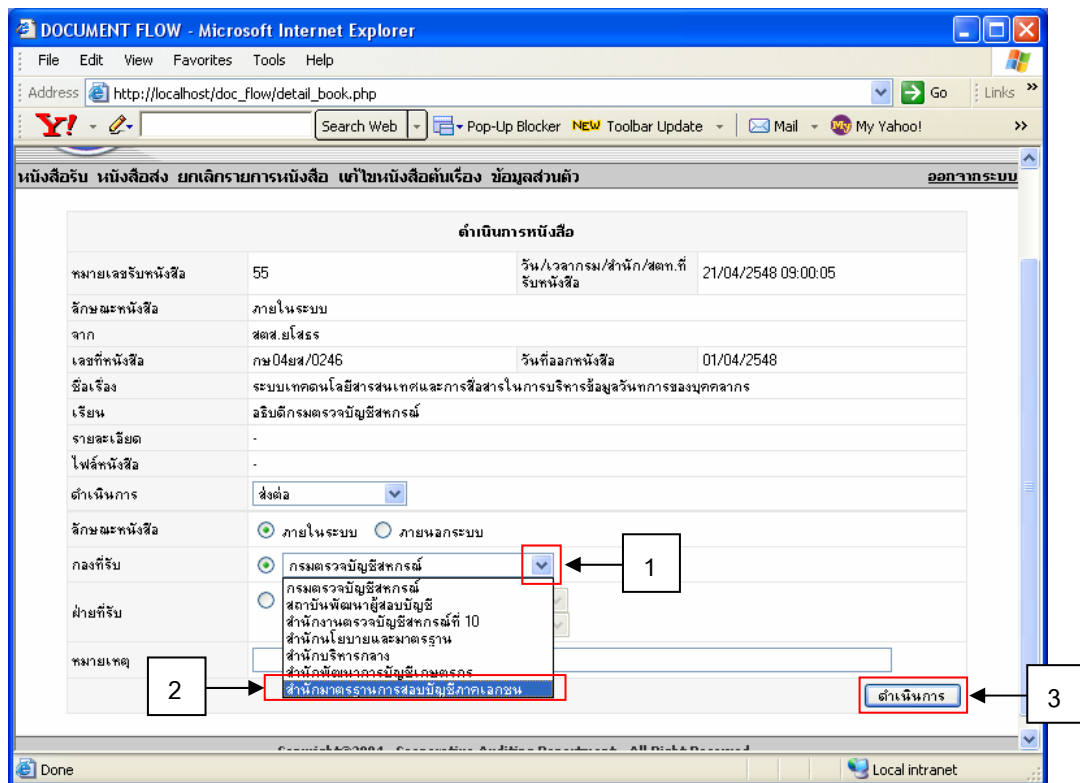 DOCUMENT FLOW - Microsoft Internet Explorer
File Edit View Favorites Tools Help
Address http://localhost/doc_flow/detail_book.php Go Links »
Y! Search Web Pop-Up Blocker NEW Toolbar Update Mail My My Yahoo! »
หนังสือรับ หนังสือส่ง ยกเลิกรายการหนังสือ แก้ไขหนังสือต้นเรื่อง ข้อมูลส่วนตัว ออกจากระบบ
ดำเนินการหนังสือ
หมายเลขรับหนังสือ 55 วัน/เวลากรม/สำนัก/สตท.ที่รับหนังสือ 21/04/2548 09:00:05
ลักษณะหนังสือ ภายในระบบ
จาก สตส.ยโสธร
เลขที่หนังสือ กษ04ยส/0246 วันที่ออกหนังสือ 01/04/2548
ชื่อเรื่อง ระบบเทคตนโลยีสารสนเทศและการสื่อสารในการบริหารข้อมูลวันทการของบุคคลากร
เรียน อธิบดีกรมตรวจบัญชีสหกรณ์
รายละเอียด -
ไฟล์หนังสือ -
ดำเนินการ ส่งต่อ
ลักษณะหนังสือ ภายในระบบ ภายนอกระบบ
กองที่รับ กรมตรวจบัญชีสหกรณ์ 1
กรมตรวจบัญชีสหกรณ์
สถาบันพัฒนาผู้สอบบัญชี
ฝ่ายที่รับ สำนักงานตรวจบัญชีสหกรณ์ที่ 10
สำนักนโยบายและมาตรฐาน
หมายเหตุ สำนักบริหารกลาง
สำนักพัฒนาการบัญชีเกษตรกร
2 สำนักมาตรฐานการสอบบัญชีภาคเอกชน
ดำเนินการ 3
Copyright©2004 Cooperative Auditing Department All Right Reserved
Done Local intranet